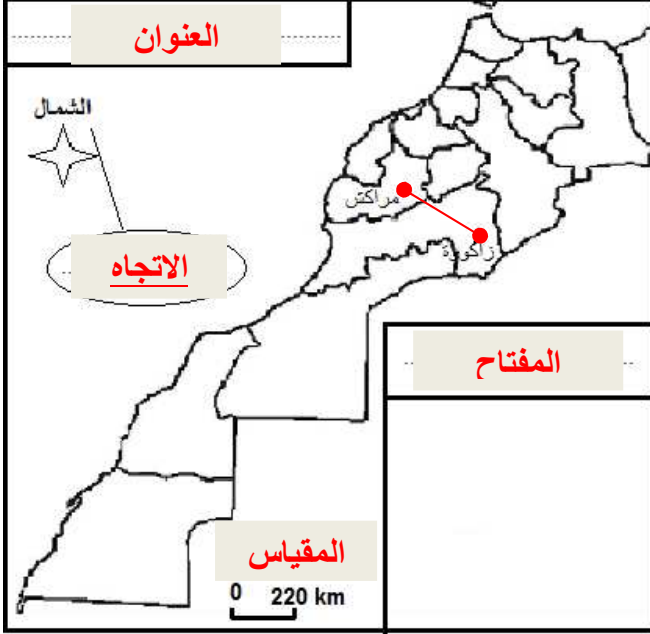 العنوان
الشمال
الاتجاه
مراكش
زاكورة
المفتاح
المقياس
0 220 km